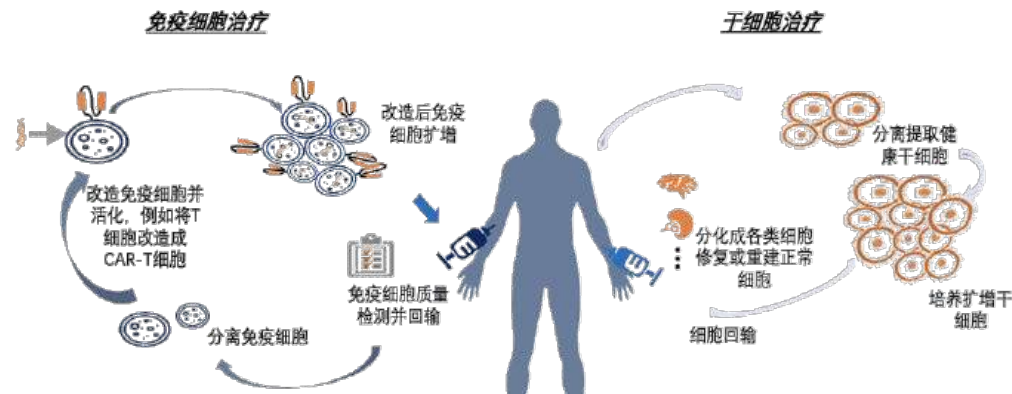 免疫细胞治疗
干细胞治疗
改造后免疫
细胞扩增
改造免疫细胞并
活化，例如将T
细胞改造成
CAR-T细胞
分离免疫细胞
免疫细胞质量
检测并回输
分离提取健
康干细胞
培养扩增干
细胞
分化成各类细胞
修复或重建正常
细胞
细胞回输